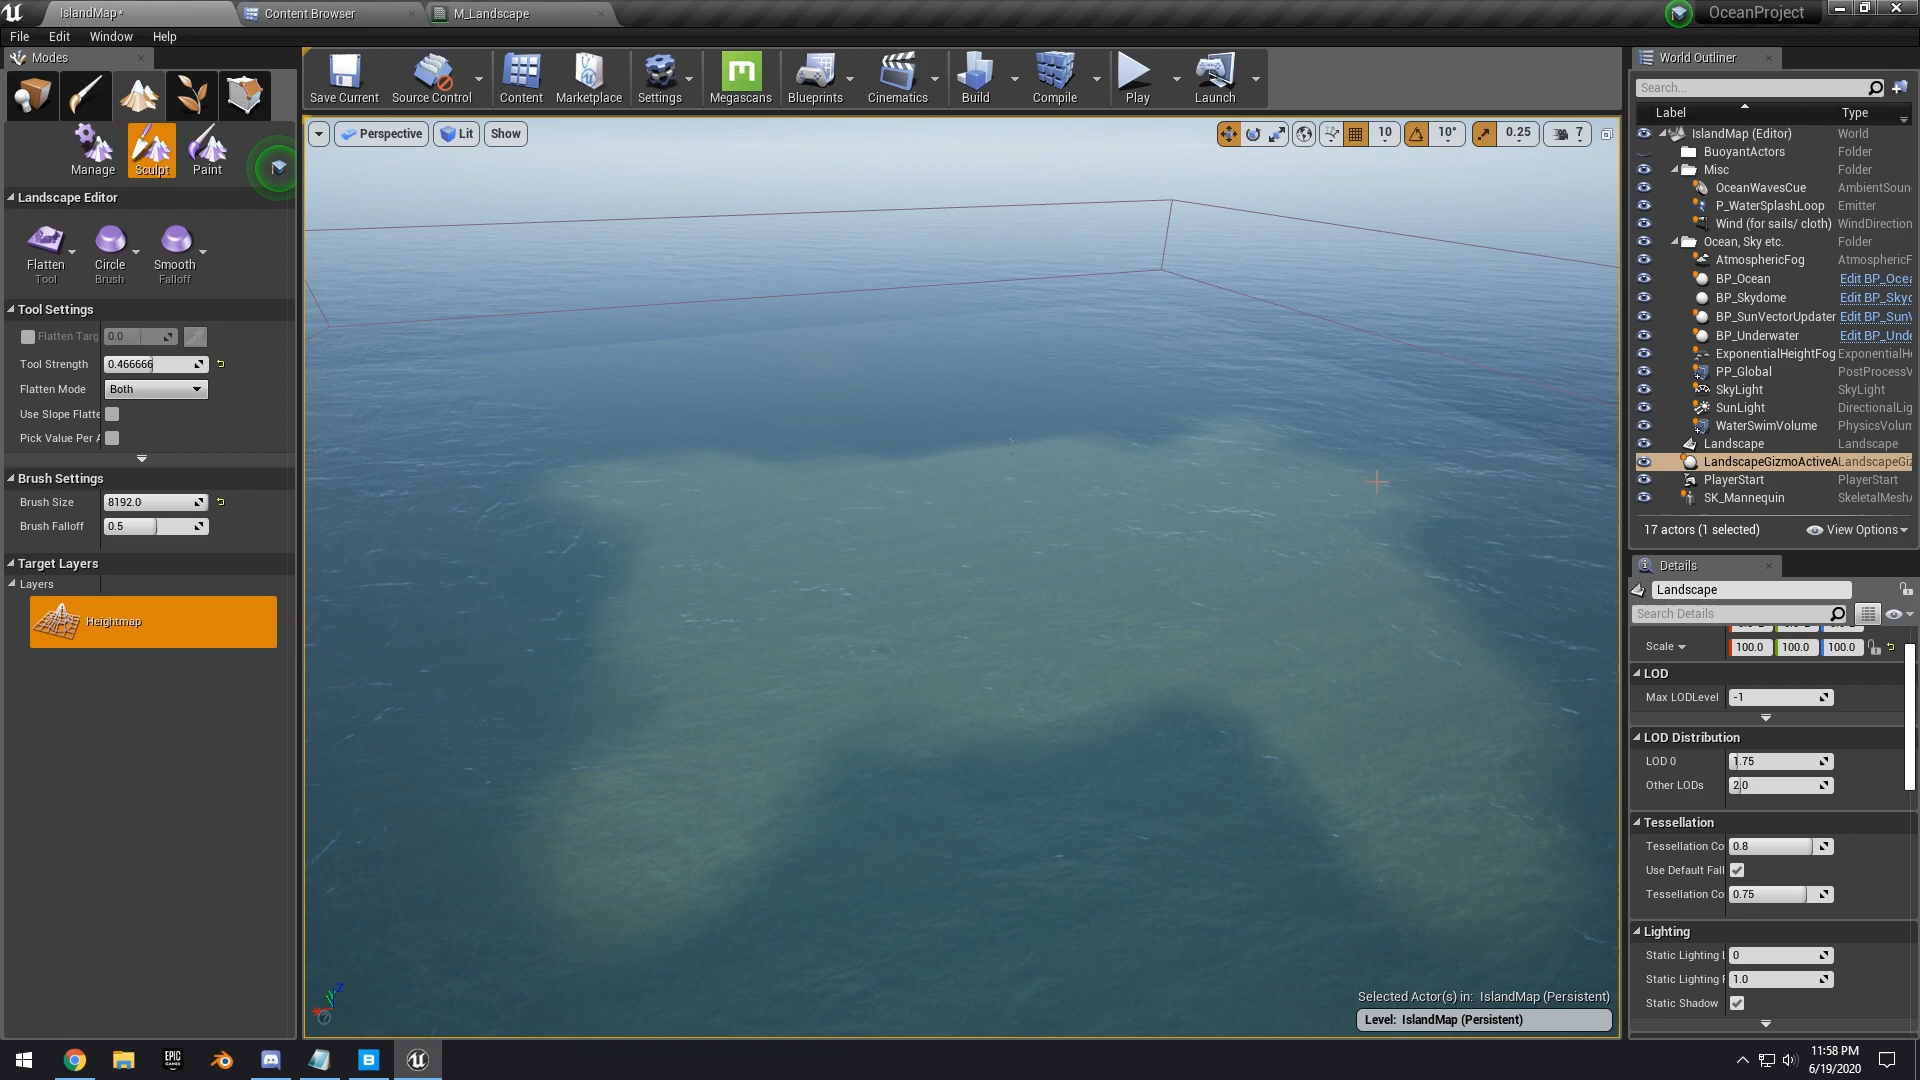 IslandMap*
Content Browser
M_Landscape
OceanProject
File Edit Window Help
Modes
Manage Sculpt Paint
Landscape Editor
Flatten Circle Smooth
Tool Brush Falloff
Tool Settings
Flatten Targ 0.0
Tool Strength 0.466666
Flatten Mode Both
Use Slope Flatte
Pick Value Per A
Brush Settings
Brush Size 8192.0
Brush Falloff 0.5
Target Layers
Layers
Heightmap
Save Current Source Control Content Marketplace Settings Megascans Blueprints Cinematics Build Compile Play Launch
Perspective Lit Show
10 10° 0.25 7
Selected Actor(s) in: IslandMap (Persistent)
Level: IslandMap (Persistent)
World Outliner
Search...
Label Type
IslandMap (Editor) World
BuoyantActors Folder
Misc Folder
OceanWavesCue AmbientSoun
P_WaterSplashLoop Emitter
Wind (for sails/ cloth) WindDirection
Ocean, Sky etc. Folder
AtmosphericFog AtmosphericF
BP_Ocean Edit BP_Ocea
BP_Skydome Edit BP_Skyd
BP_SunVectorUpdater Edit BP_SunV
BP_Underwater Edit BP_Unde
ExponentialHeightFog ExponentialHe
PP_Global PostProcessV
SkyLight SkyLight
SunLight DirectionalLig
WaterSwimVolume PhysicsVolum
Landscape Landscape
LandscapeGizmoActiveA LandscapeGiz
PlayerStart PlayerStart
SK_Mannequin SkeletalMeshA
17 actors (1 selected) View Options
Details
Landscape
Search Details
Scale 100.0 100.0 100.0
LOD
Max LODLevel -1
LOD Distribution
LOD 0 1.75
Other LODs 2.0
Tessellation
Tessellation Co 0.8
Use Default Fall
Tessellation Co 0.75
Lighting
Static Lighting L 0
Static Lighting 1.0
Static Shadow
EPIC
GAMES
11:58 PM
6/19/2020